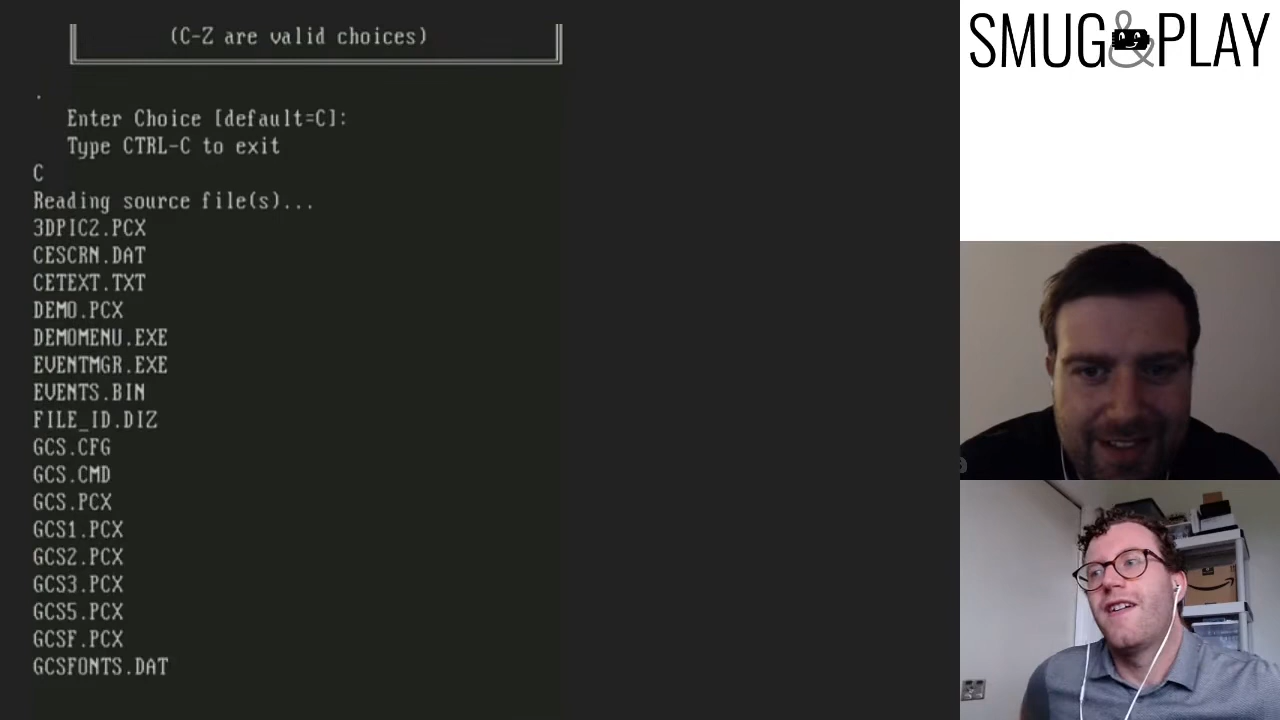 (C-Z are valid choices)
.
Enter Choice [default=C]:
Type CTRL-C to exit
C
Reading source file(s)...
3DPIC2.PCX
CESCRN.DAT
CETEXT.TXT
DEMO.PCX
DEMOMENU.EXE
EVENTMGR.EXE
EVENTS.BIN
FILE_ID.DIZ
GCS.CFG
GCS.CMD
GCS.PCX
GCS1.PCX
GCS2.PCX
GCS3.PCX
GCS5.PCX
GCSF.PCX
GCSFONTS.DAT
SMUG&PLAY